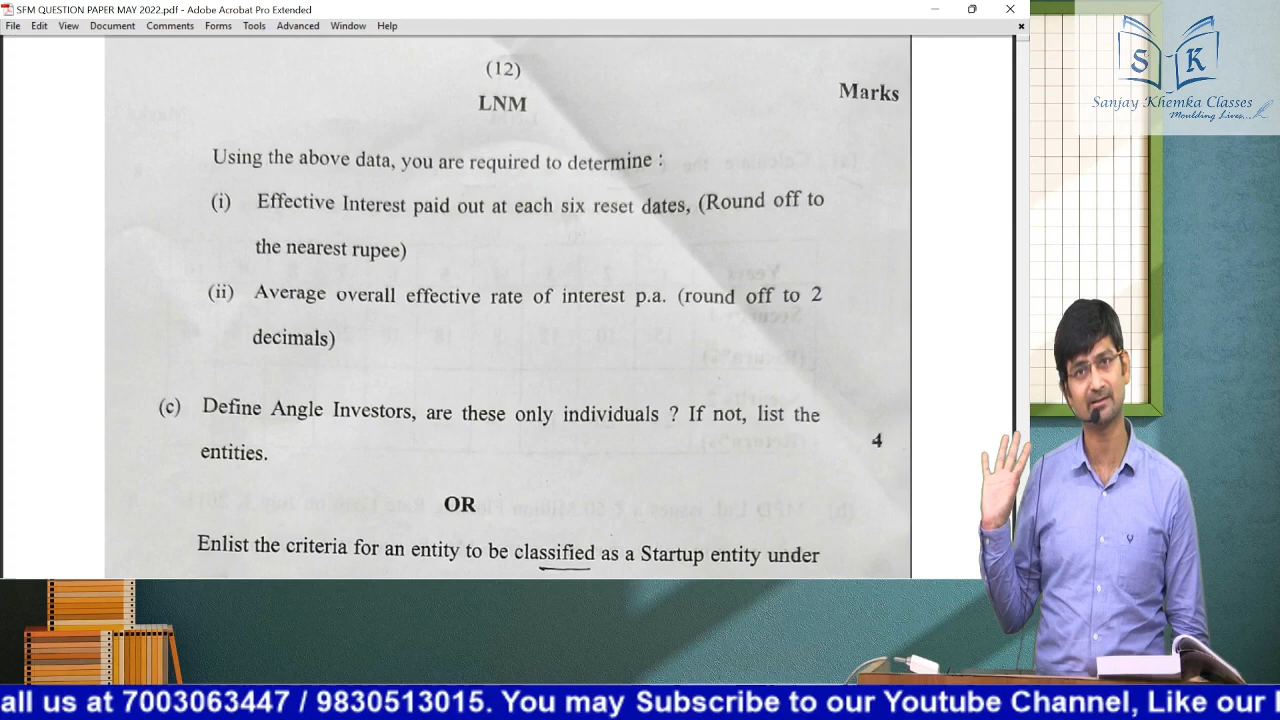 SFM QUESTION PAPER MAY 2022.pdf - Adobe Acrobat Pro Extended
File Edit View Document Comments Forms Tools Advanced Window Help
S K
Sanjay Khemka Classes
Moulding Lives...
(12)
LNM
Marks
Using the above data, you are required to determine :
(i) Effective Interest paid out at each six reset dates, (Round off to
the nearest rupee)
(ii) Average overall effective rate of interest p.a. (round off to 2
decimals)
(c) Define Angle Investors, are these only individuals ? If not, list the
entities.
4
OR
Enlist the criteria for an entity to be classified as a Startup entity under
all us at 7003063447 / 9830513015. You may Subscribe to our Youtube Channel, Like our